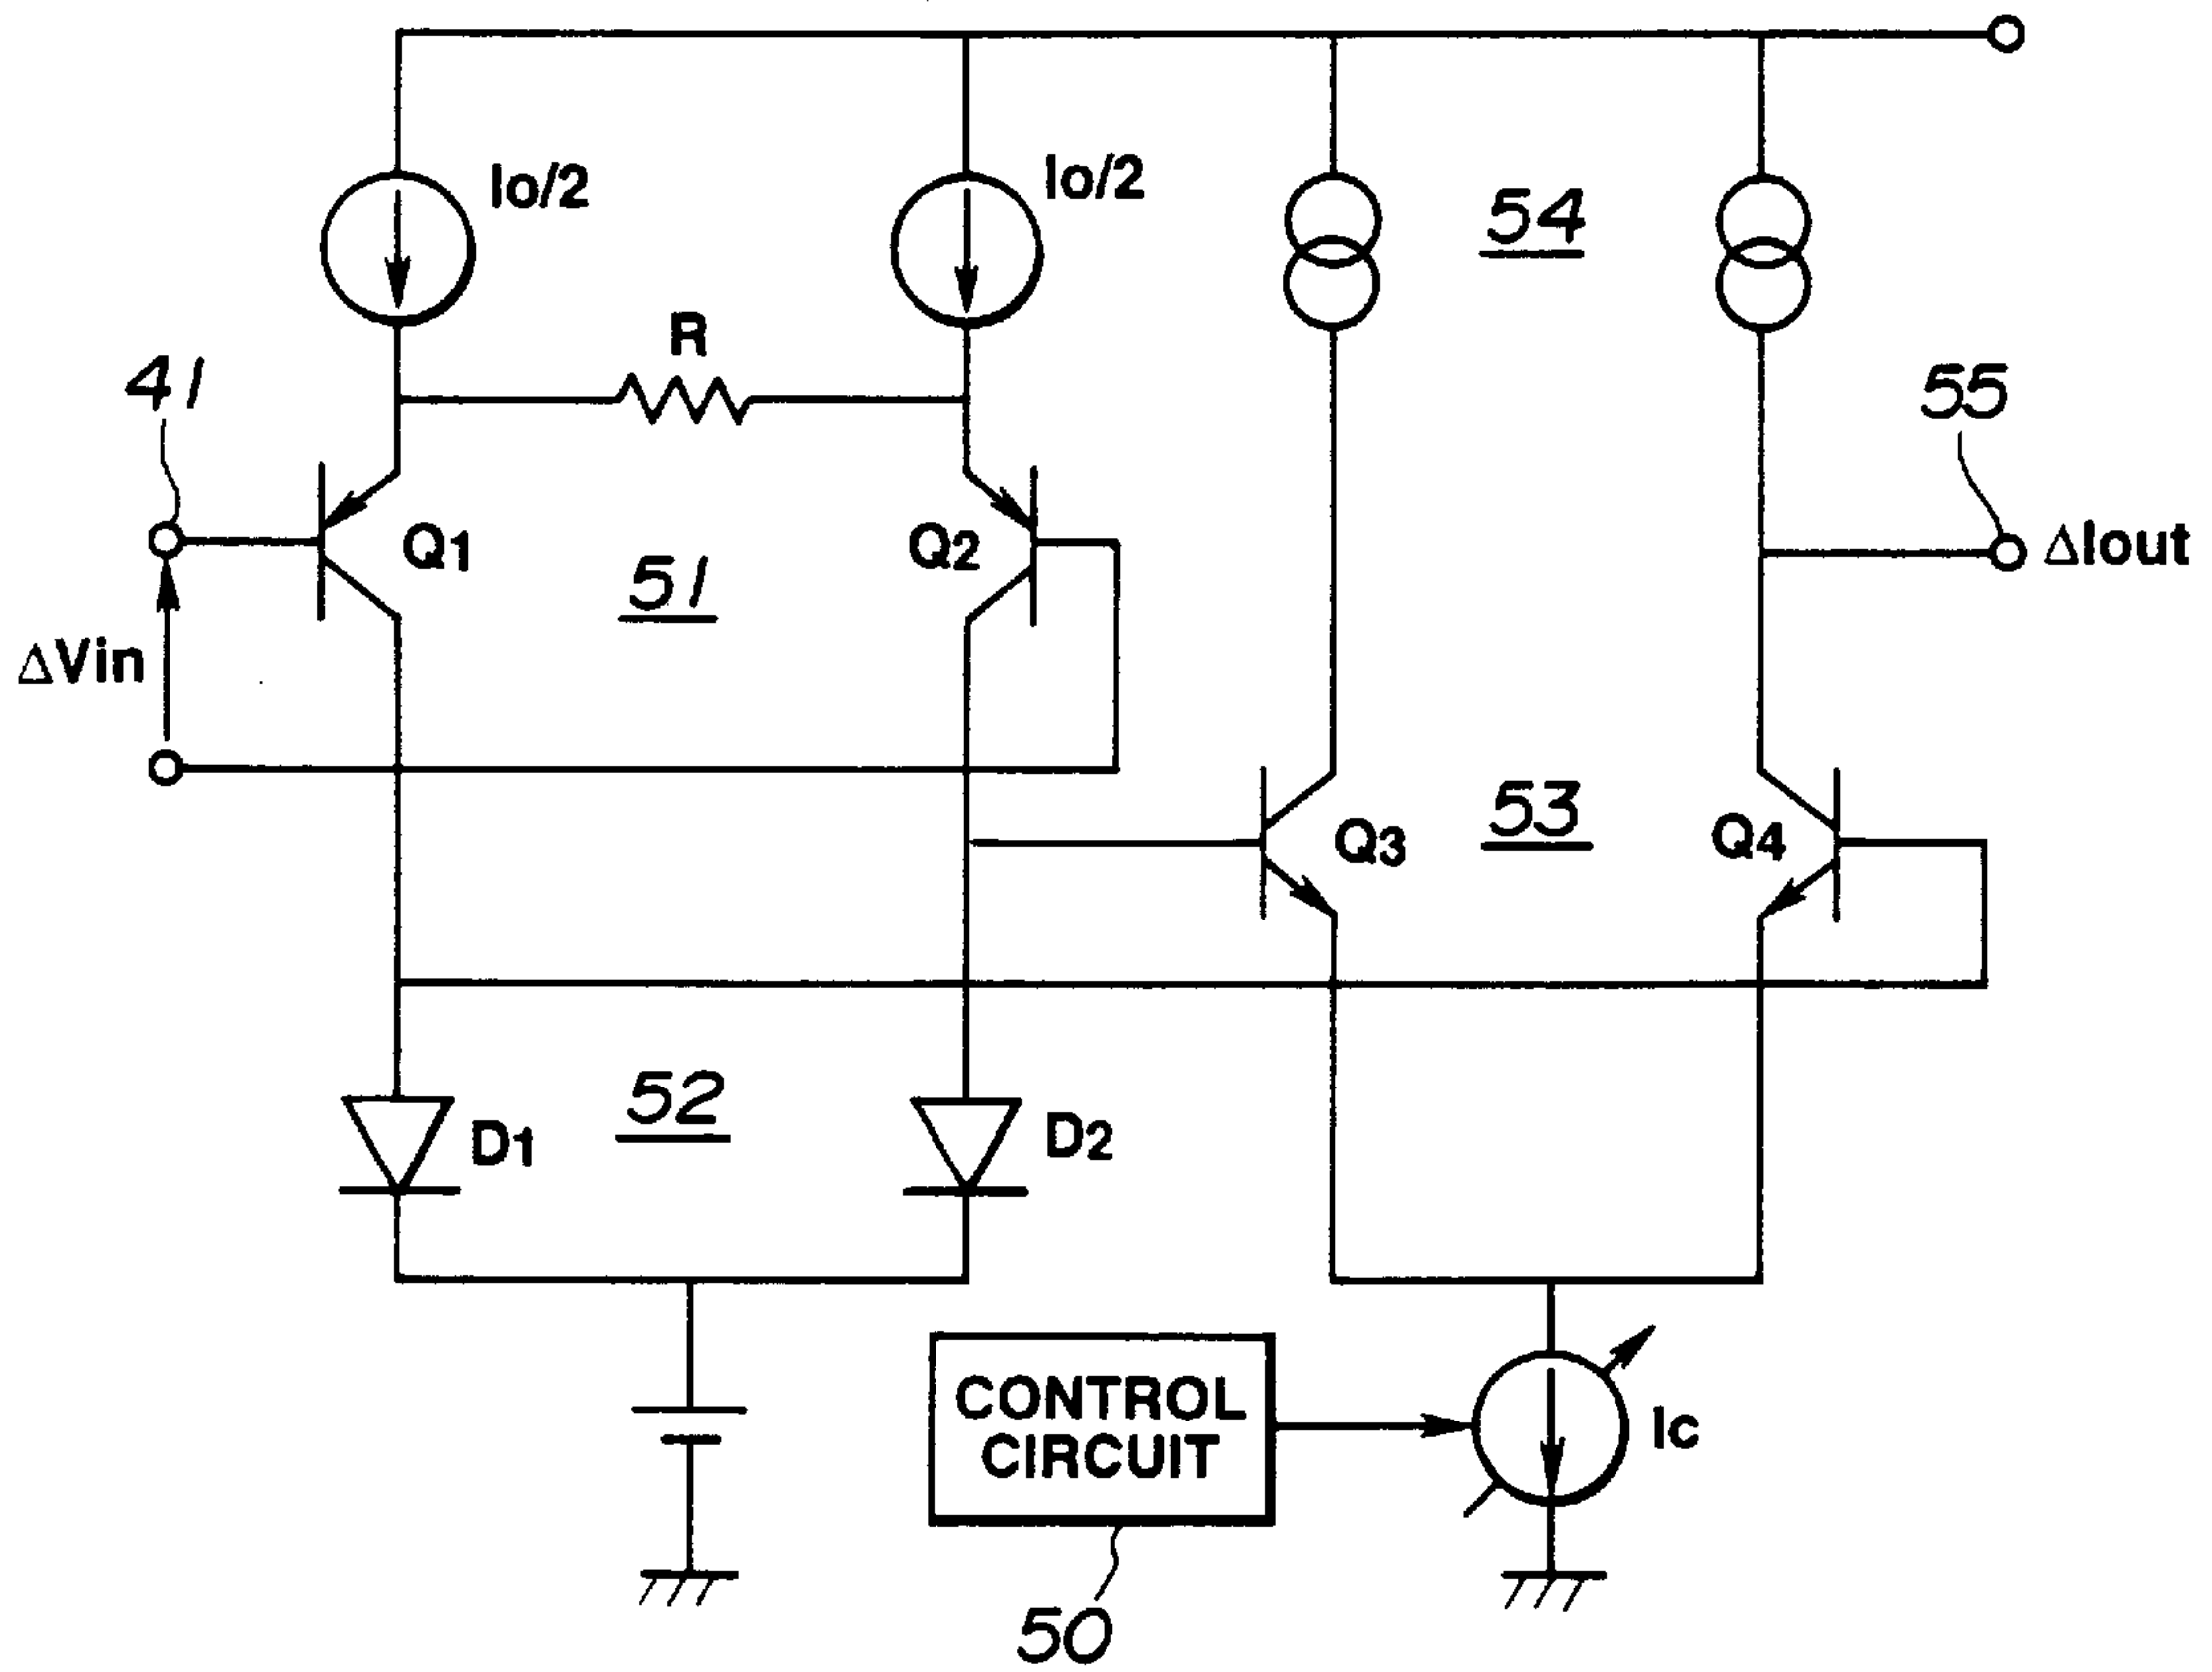 Io/2
Io/2
54
R
41
55
Q1
Q2
51
ΔIout
ΔVin
53
Q3
Q4
52
D1
D2
CONTROL
CIRCUIT
Ic
50